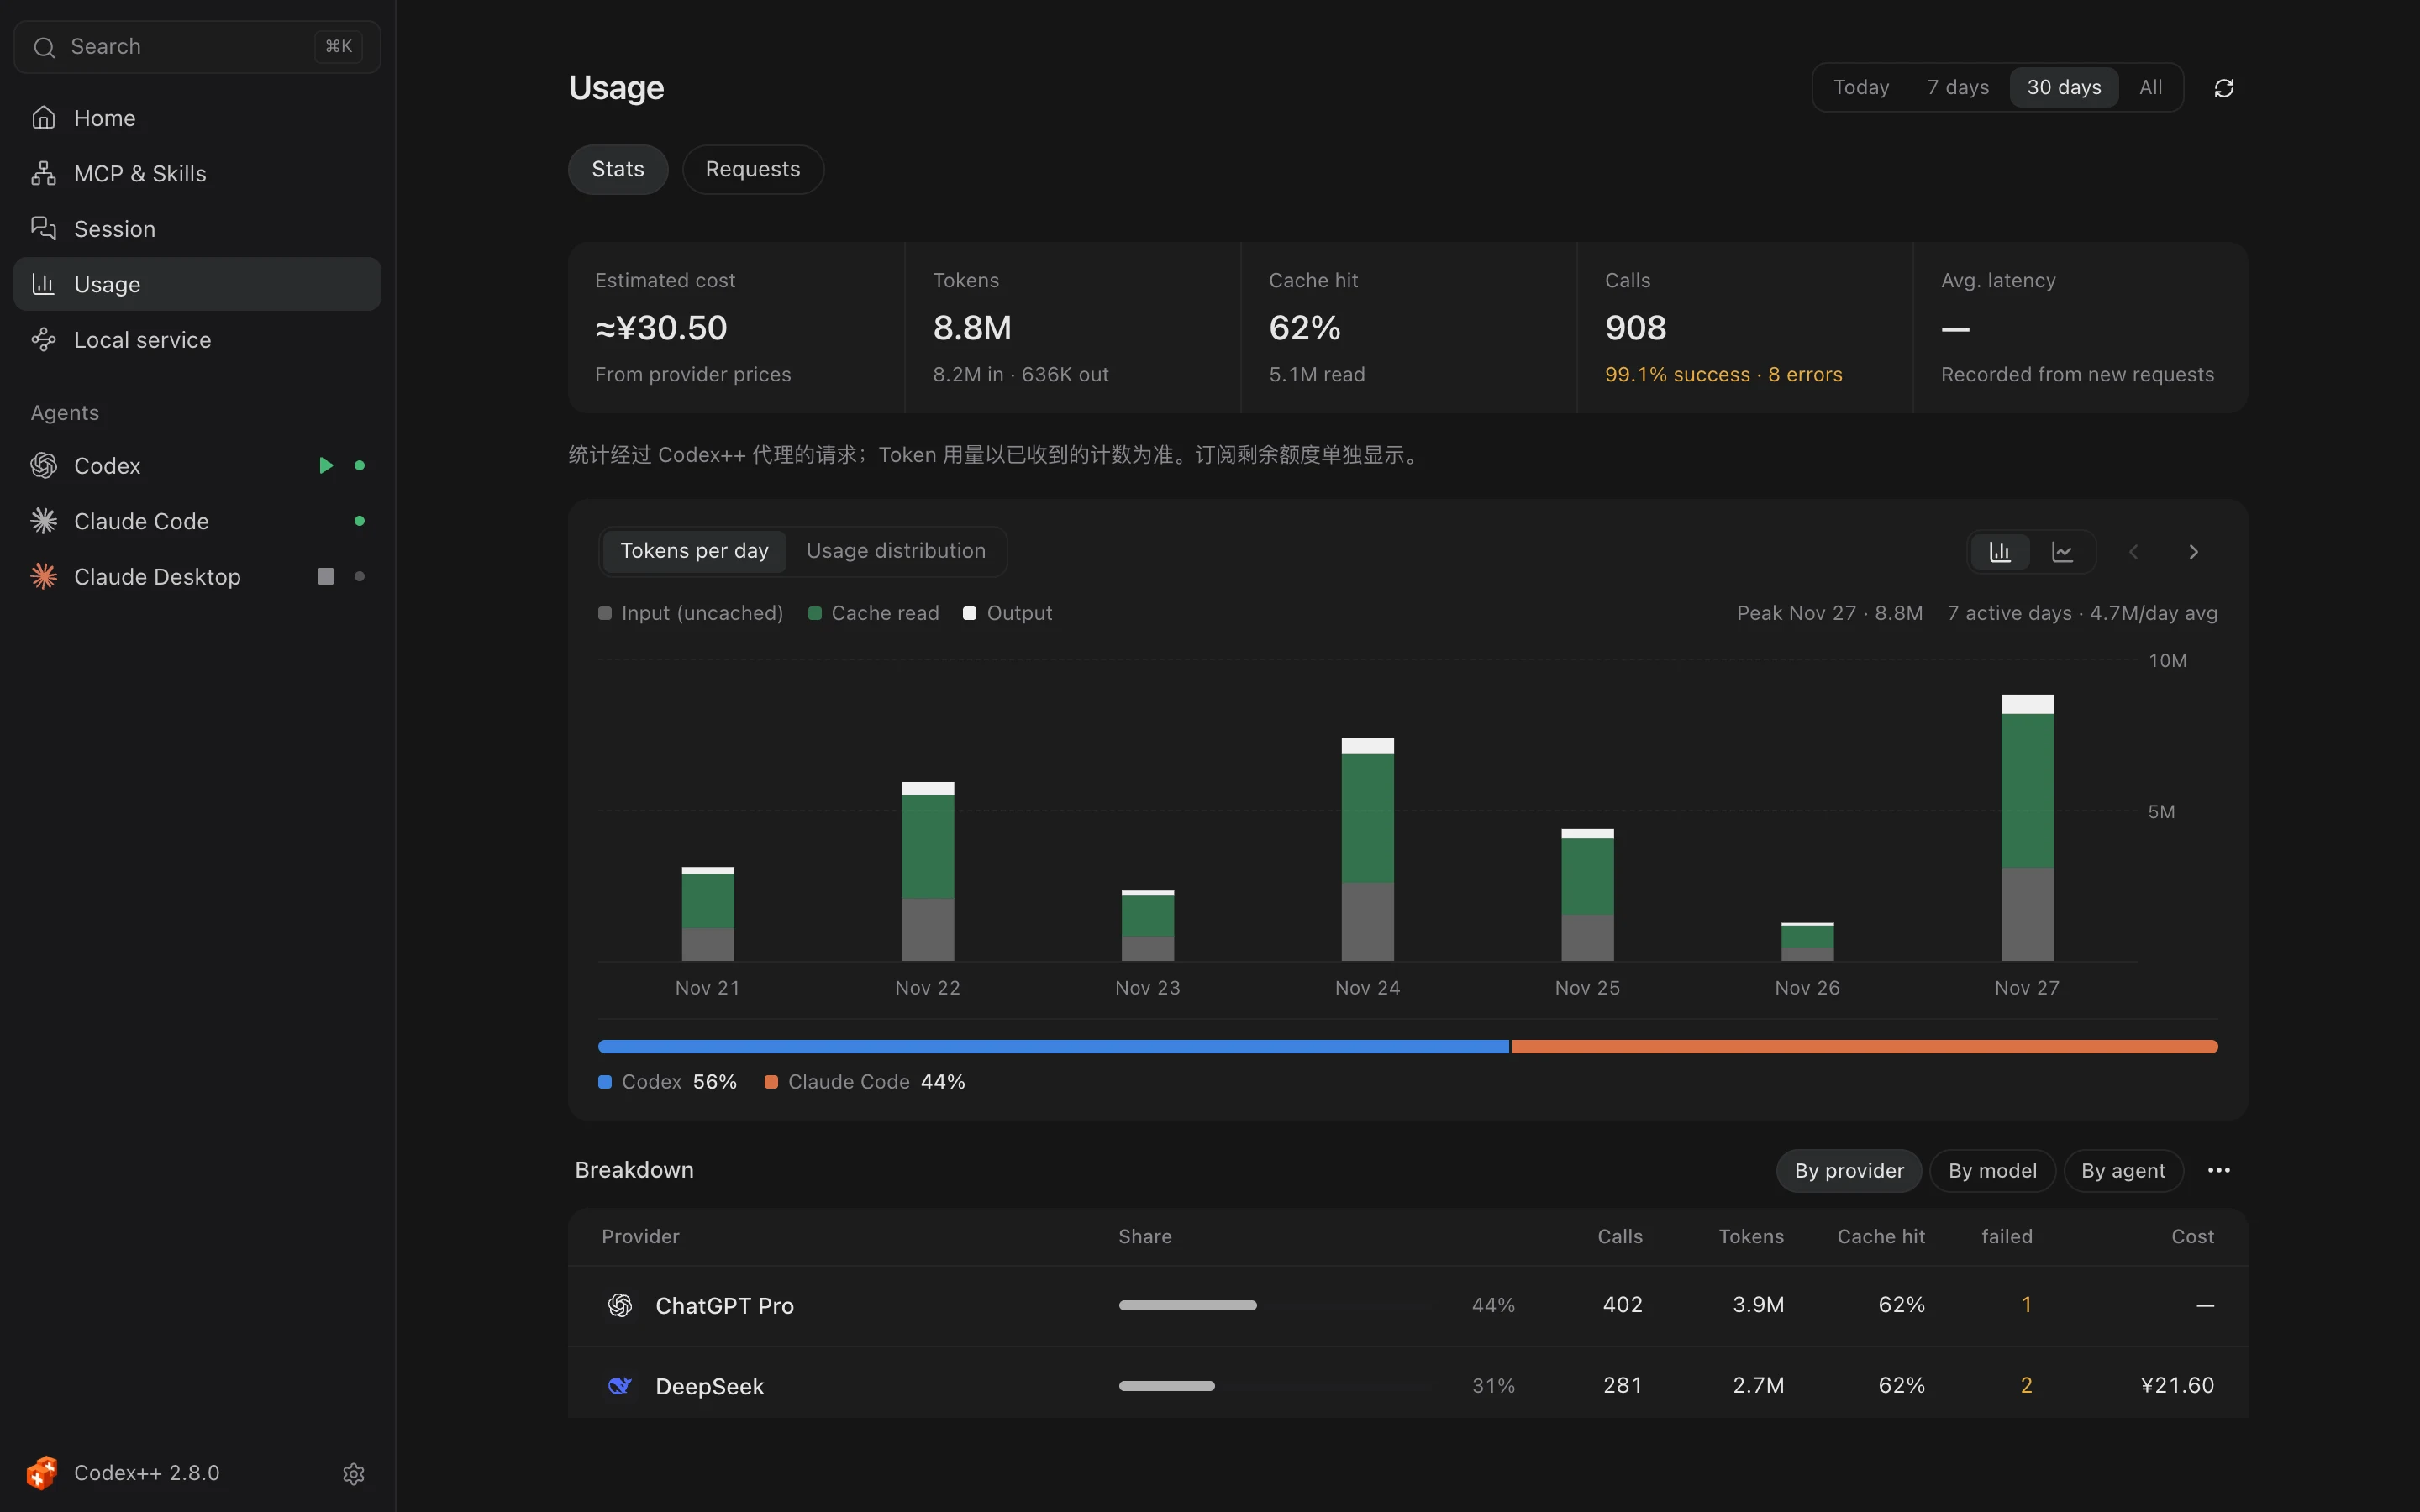 Search ⌘K
Home
MCP & Skills
Session
Usage
Local service
Agents
Codex
Claude Code
Claude Desktop
Codex++ 2.8.0
Usage
Today 7 days 30 days All
Stats Requests
Estimated cost
≈¥30.50
From provider prices
Tokens
8.8M
8.2M in · 636K out
Cache hit
62%
5.1M read
Calls
908
99.1% success · 8 errors
Avg. latency
—
Recorded from new requests
统计经过 Codex++ 代理的请求；Token 用量以已收到的计数为准。订阅剩余额度单独显示。
Tokens per day Usage distribution
Input (uncached) Cache read Output
Peak Nov 27 · 8.8M 7 active days · 4.7M/day avg
10M
5M
Nov 21 Nov 22 Nov 23 Nov 24 Nov 25 Nov 26 Nov 27
Codex 56% Claude Code 44%
Breakdown
By provider By model By agent
Provider Share Calls Tokens Cache hit failed Cost
ChatGPT Pro 44% 402 3.9M 62% 1 —
DeepSeek 31% 281 2.7M 62% 2 ¥21.60